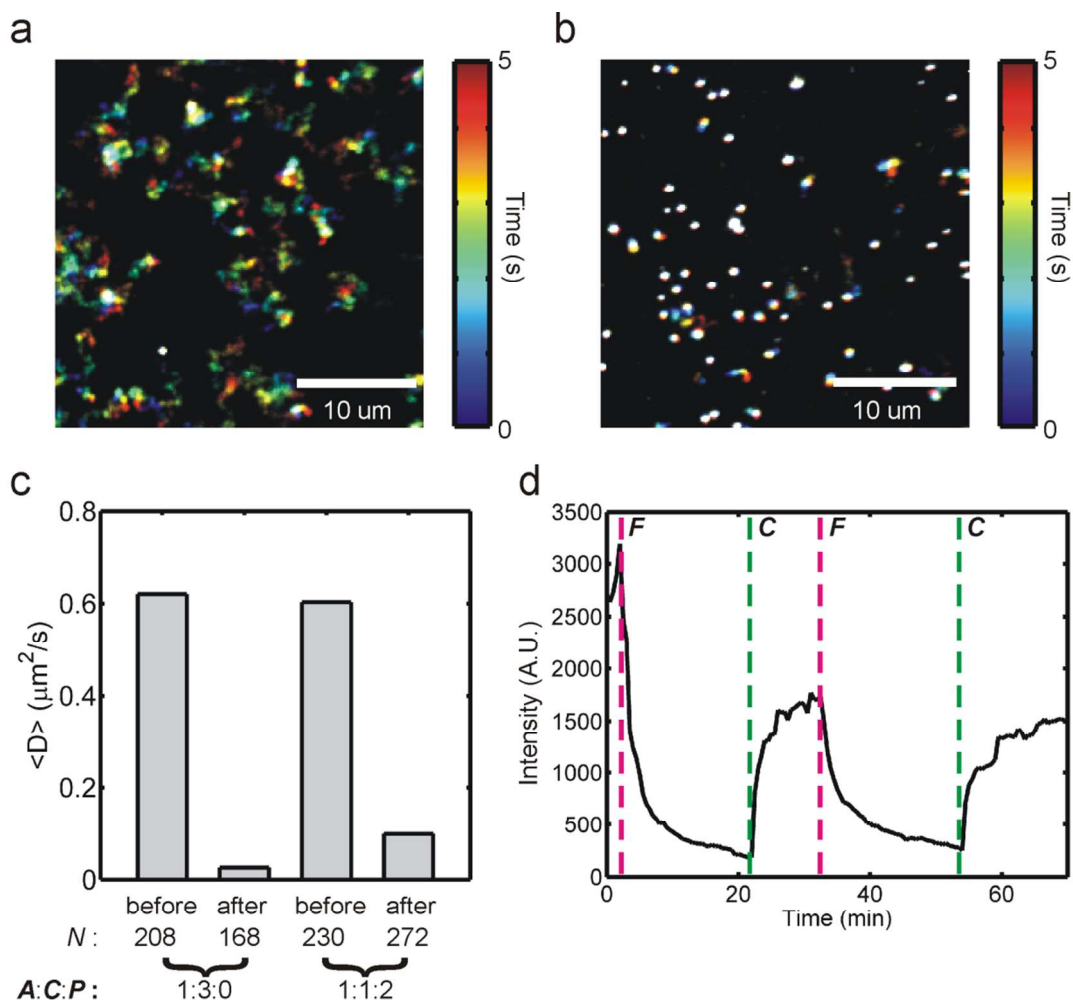 a
b
5
Time (s)
0
10 um
5
Time (s)
0
10 um
c
d
0.8
0.6
0.4
0.2
0
<D> (μm²/s)
before after before after
N : 208 168 230 272
A:C:P : 1:3:0 1:1:2
F C F C
3500
3000
2500
2000
1500
1000
500
0
Intensity (A.U.)
0 20 40 60
Time (min)